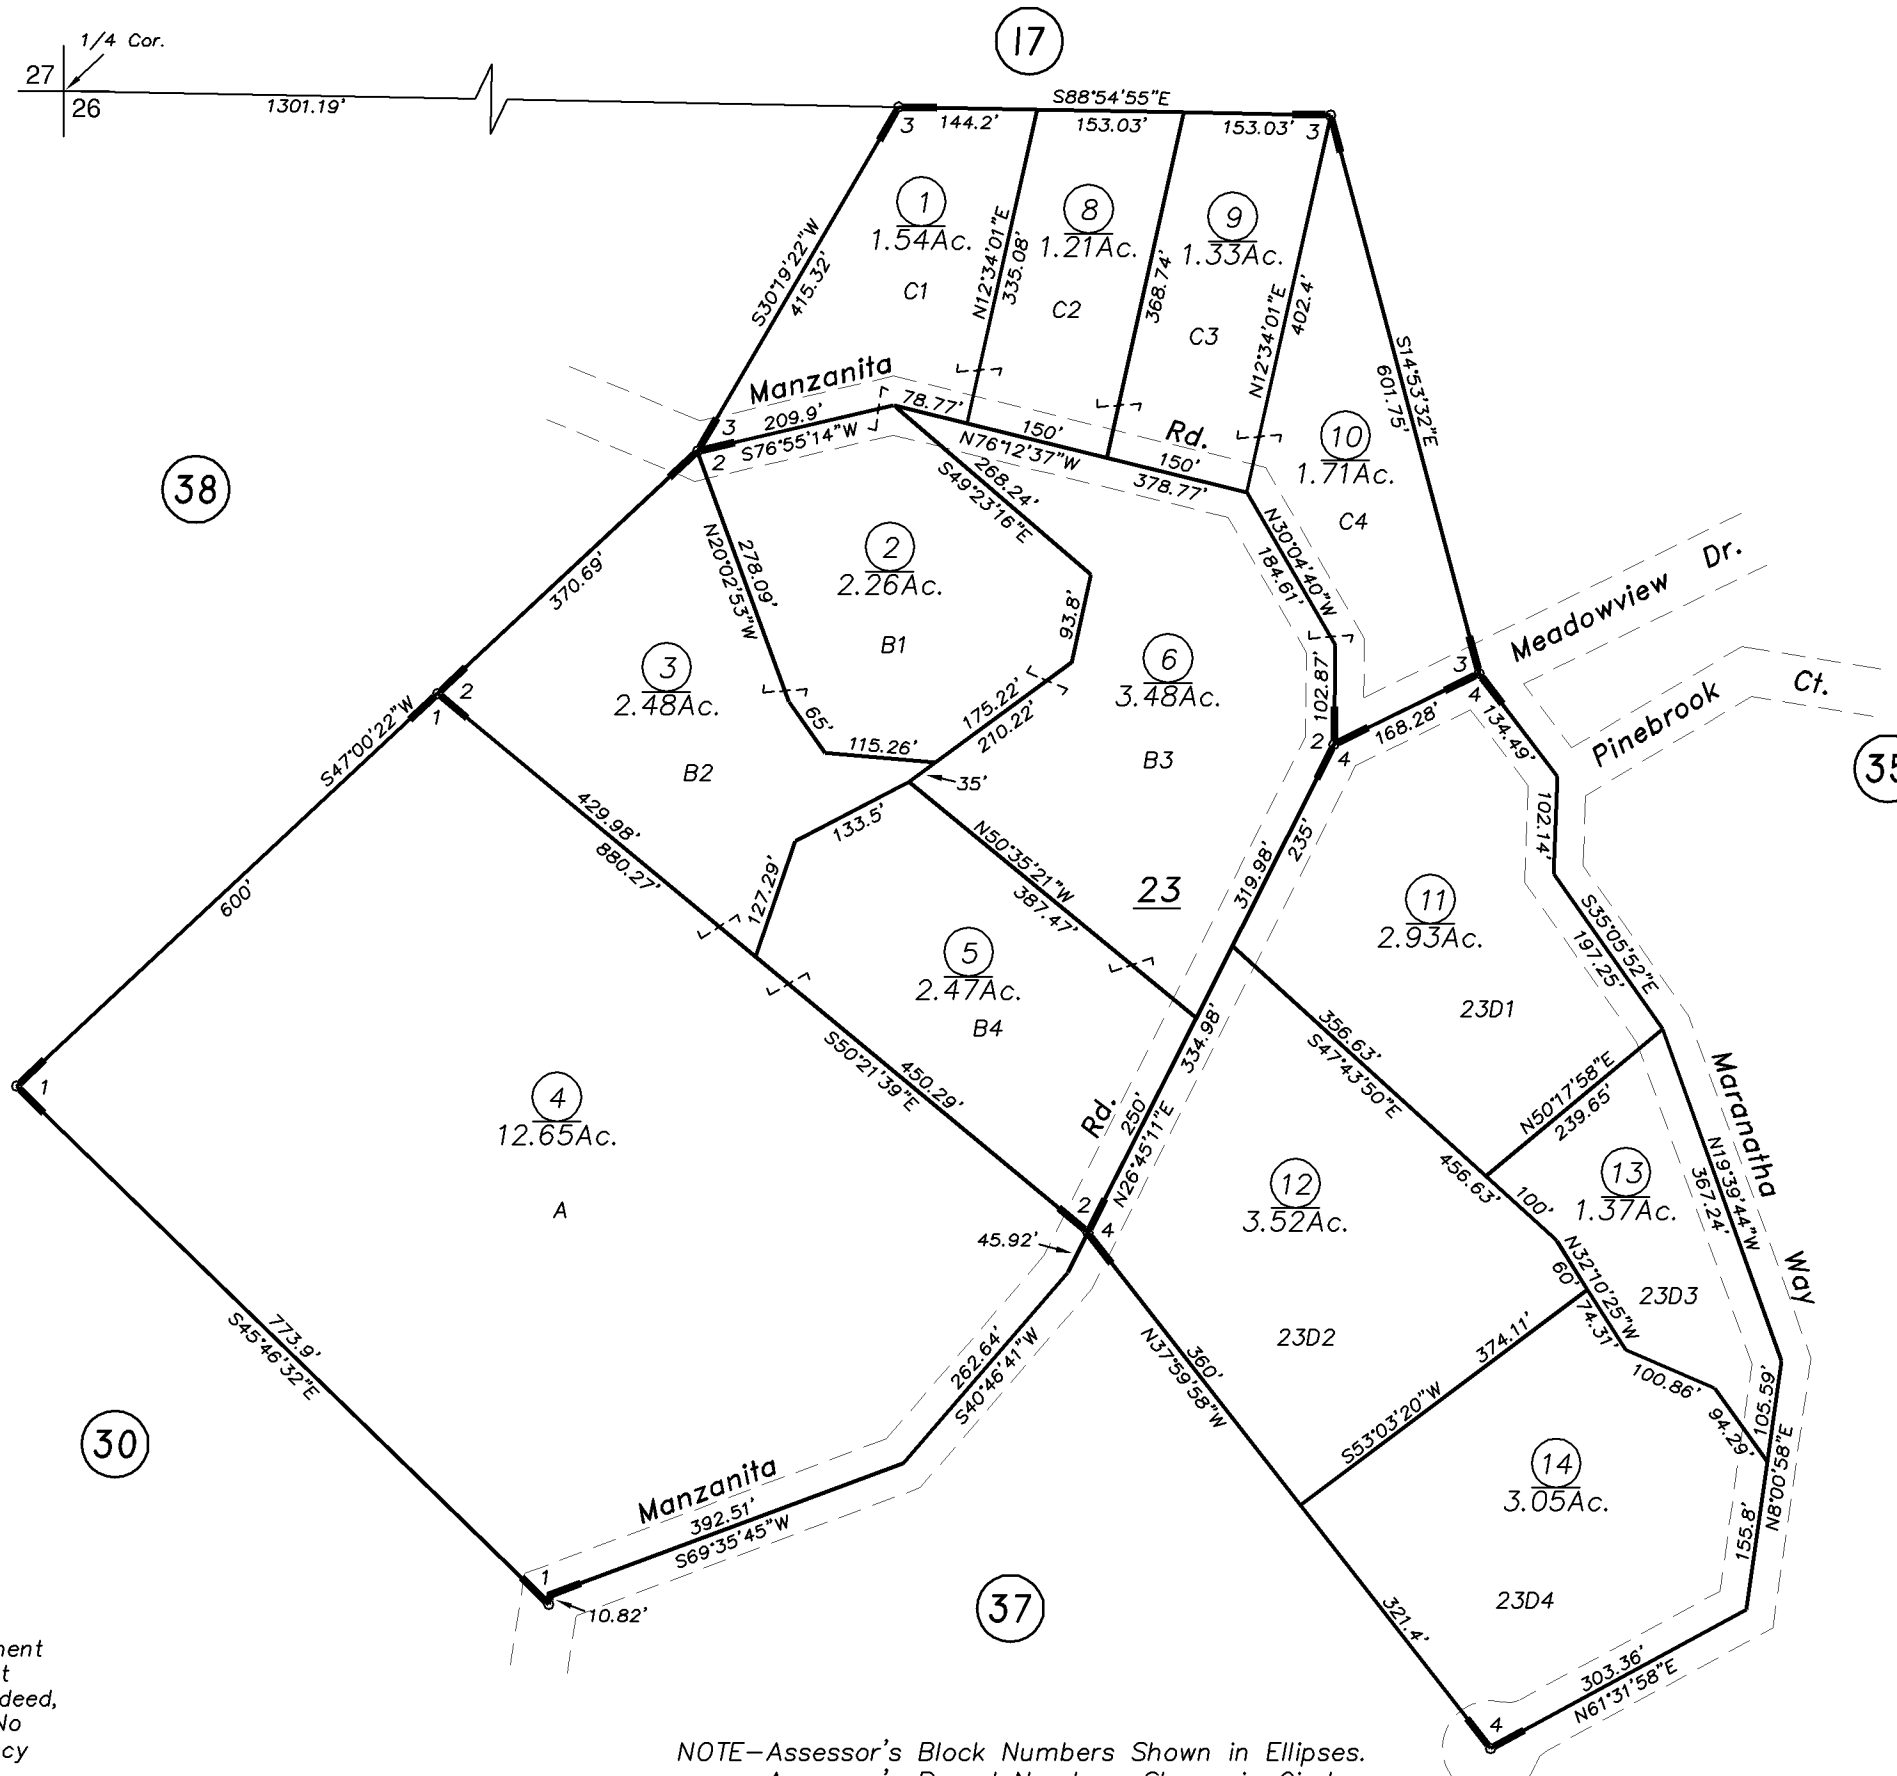 1/4 Cor.
27
26
1301.19'
17
S88°54'55"E
3
144.2'
153.03'
153.03'
3
1
1.54Ac.
C1
8
1.21Ac.
C2
9
1.33Ac.
C3
S30°19'22"W
415.32'
N12°34'01"E
335.08'
368.74'
N12°34'01"E
402.4'
S14°53'32"E
601.75'
10
1.71Ac.
C4
Manzanita
Rd.
3
2
209.9'
S76°55'14"W
78.77'
150'
N76°12'37"W
150'
378.77'
268.24'
S49°23'16"E
N30°04'40"W
184.61'
38
370.69'
278.09'
N20°02'53"W
2
2.26Ac.
B1
93.8'
Meadowview Dr.
Pinebrook Ct.
35
3
2.48Ac.
B2
6
3.48Ac.
B3
102.87'
3
4
168.28'
134.49'
2
4
2
1
65'
115.26'
175.22'
210.22'
35'
S47°00'22"W
600'
429.98'
880.27'
133.5'
127.29'
N50°35'21"W
387.47'
23
319.98'
235'
102.14'
11
2.93Ac.
23D1
S35°05'52"E
197.25'
5
2.47Ac.
B4
334.98'
356.63'
S47°43'50"E
1
4
12.65Ac.
A
S50°21'39"E
450.29'
Rd.
250'
N26°45'11"E
N50°17'58"E
239.65'
456.63'
100'
Maranatha
Way
12
3.52Ac.
23D2
13
1.37Ac.
23D3
N19°39'44"W
367.24'
2
4
45.92'
N32°10'25"W
60'
74.31'
773.9'
S45°46'32"E
262.64'
S40°46'41"W
360'
N37°59'58"W
374.11'
S53°03'20"W
100.86'
94.29'
105.59'
N8°00'58"E
155.8'
30
Manzanita
392.51'
S69°35'45"W
1
10.82'
14
3.05Ac.
23D4
37
321.4'
303.36'
N61°31'58"E
4
ment
t
deed,
No
cy
NOTE-Assessor's Block Numbers Shown in Ellipses.